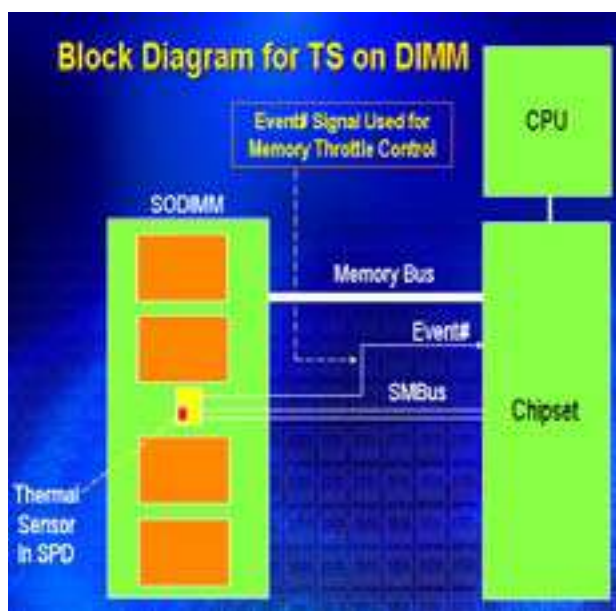 Block Diagram for TS on DIMM
CPU
Event# Signal Used for
Memory Throttle Control
SODIMM
Memory Bus
Event#
SMBus
Chipset
Thermal
Sensor
In SPD